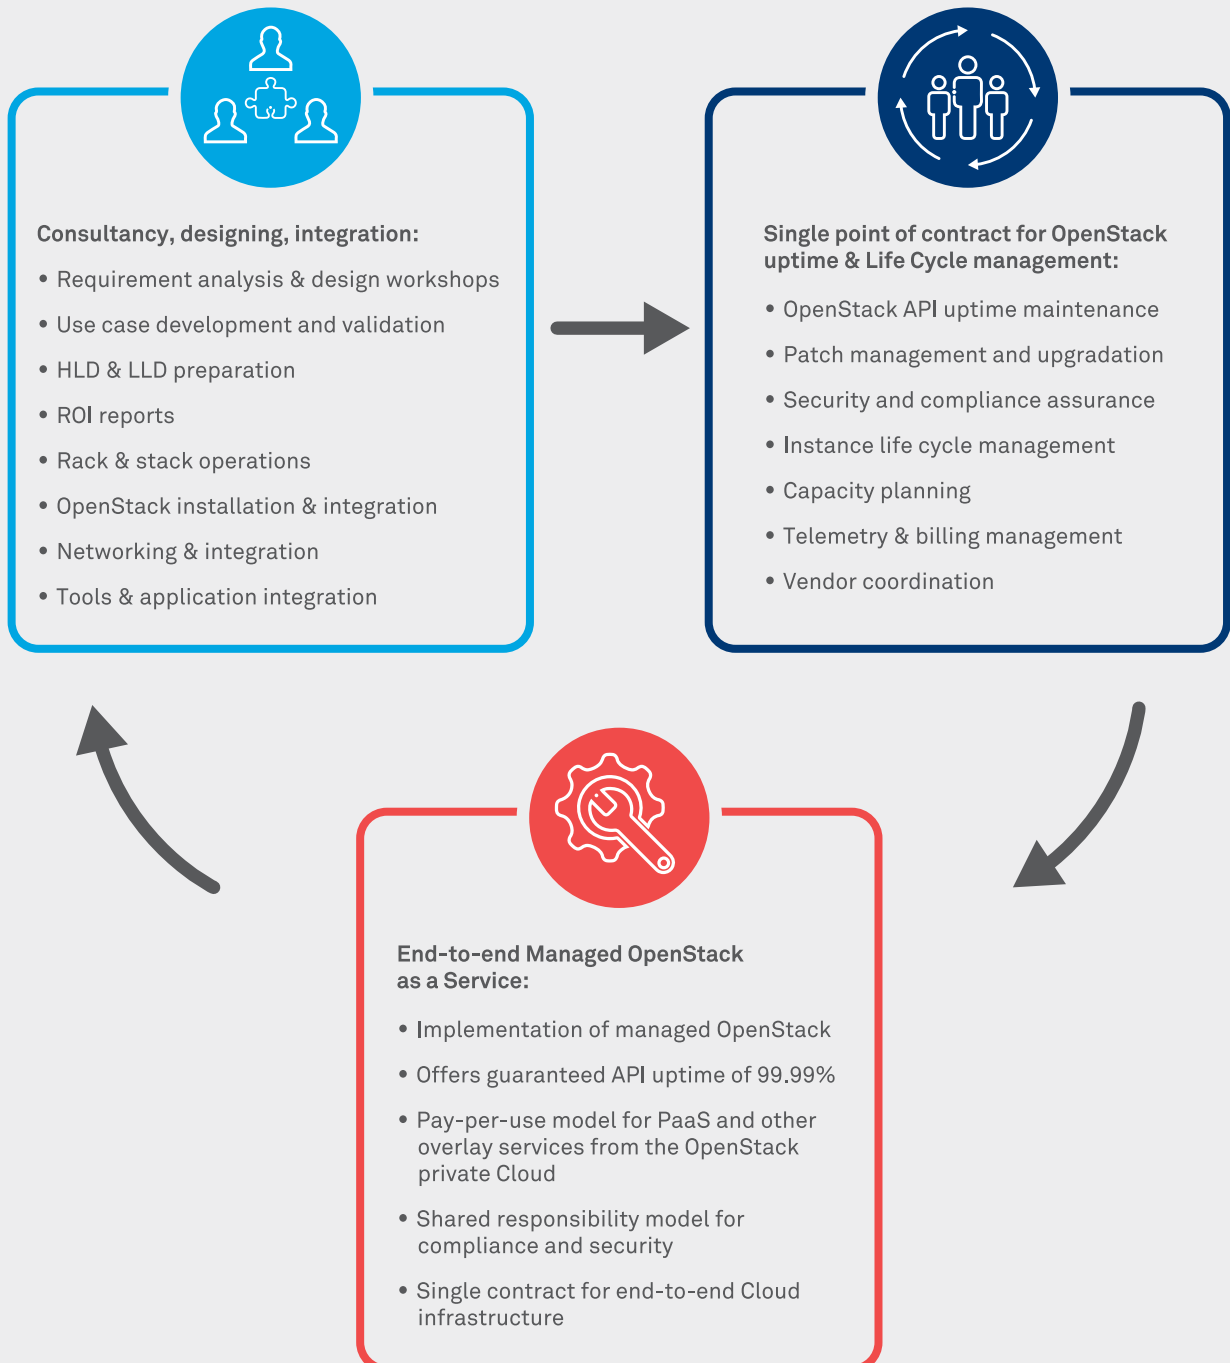 Consultancy, designing, integration:
• Requirement analysis & design workshops
• Use case development and validation
• HLD & LLD preparation
• ROI reports
• Rack & stack operations
• OpenStack installation & integration
• Networking & integration
• Tools & application integration
Single point of contract for OpenStack
uptime & Life Cycle management:
• OpenStack API uptime maintenance
• Patch management and upgradation
• Security and compliance assurance
• Instance life cycle management
• Capacity planning
• Telemetry & billing management
• Vendor coordination
End-to-end Managed OpenStack
as a Service:
• Implementation of managed OpenStack
• Offers guaranteed API uptime of 99.99%
• Pay-per-use model for PaaS and other
overlay services from the OpenStack
private Cloud
• Shared responsibility model for
compliance and security
• Single contract for end-to-end Cloud
infrastructure